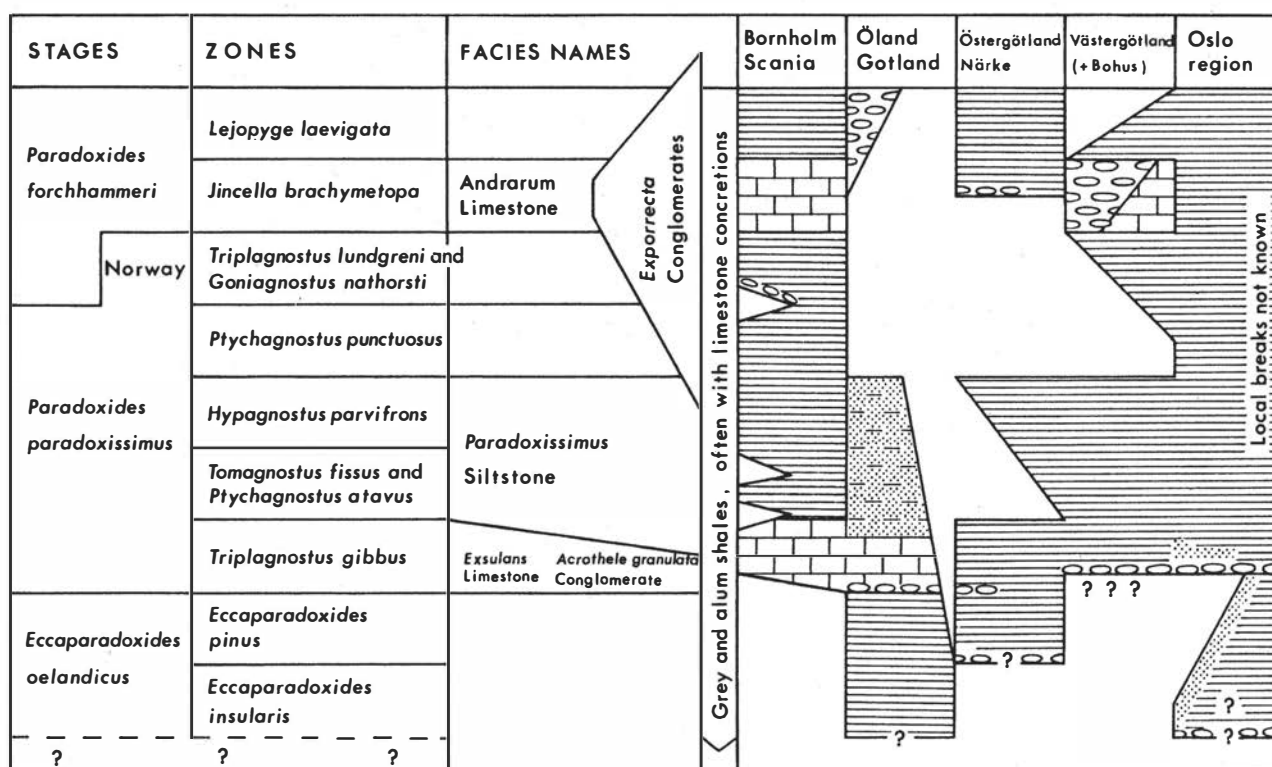 STAGES
ZONES
FACIES NAMES
Bornholm
Scania
Öland
Gotland
Östergötland
Närke
Västergötland
(+ Bohus)
Oslo
region
Paradoxides
forchhammeri
Norway
Paradoxides
paradoxissimus
Eccaparadoxides
oelandicus
?
Lejopyge laevigata
Jincella brachymetopa
Triplagnostus lundgreni and
Goniagnostus nathorsti
Ptychagnostus punctuosus
Hypagnostus parvifrons
Tomagnostus fissus and
Ptychagnostus atavus
Triplagnostus gibbus
Eccaparadoxides
pinus
Eccaparadoxides
insularis
? ?
Andrarum
Limestone
Exporrecta
Conglomerates
Paradoxissimus
Siltstone
Exsulans
Limestone
Acrothele granulata
Conglomerate
Grey and alum shales, often with limestone concretions
?
?
? ? ?
Local breaks not known
?
?